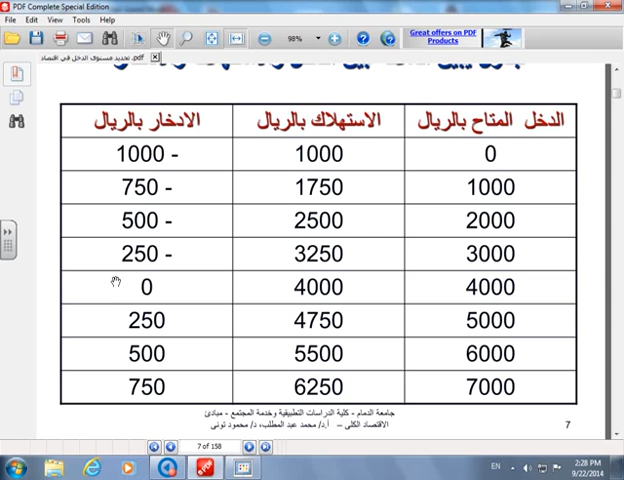 PDF Complete Special Edition
File Edit View Tools Help
98%
Great offers on PDF Products
تحديد مستوى الدخل في اقتصاد.pdf
الدخل المتاح بالريال الاستهلاك بالريال الادخار بالريال
0 1000 1000 -
1000 1750 750 -
2000 2500 500 -
3000 3250 250 -
4000 4000 0
5000 4750 250
6000 5500 500
7000 6250 750
جامعة الدمام - كلية الدراسات التطبيقية وخدمة المجتمع - مبادئ
الاقتصاد الكلى – أ.د/ محمد عبد المطلب، د/ محمود تونى
7
7 of 158
EN
2:28 PM
9/22/2014